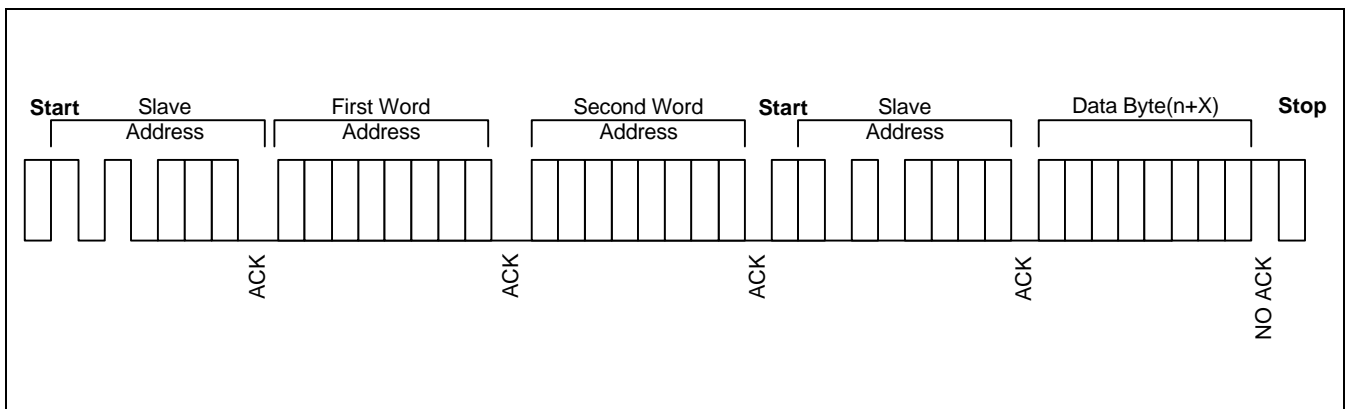 Start Slave First Word Second Word Start Slave Data Byte(n+X) Stop
Address Address Address Address
ACK ACK ACK ACK NO ACK